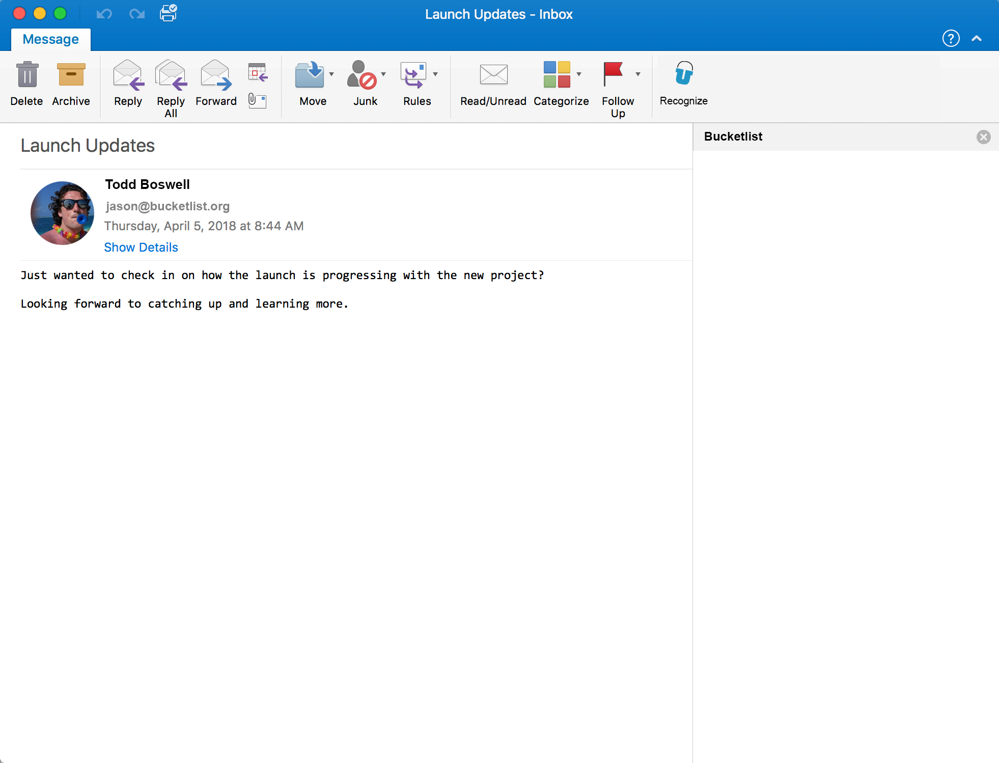 Launch Updates - Inbox
Message
?
Delete
Archive
Reply
Reply
All
Forward
Move
Junk
Rules
Read/Unread
Categorize
Follow
Up
Recognize
Launch Updates
Bucketlist
Todd Boswell
jason@bucketlist.org
Thursday, April 5, 2018 at 8:44 AM
Show Details
Just wanted to check in on how the launch is progressing with the new project?
Looking forward to catching up and learning more.